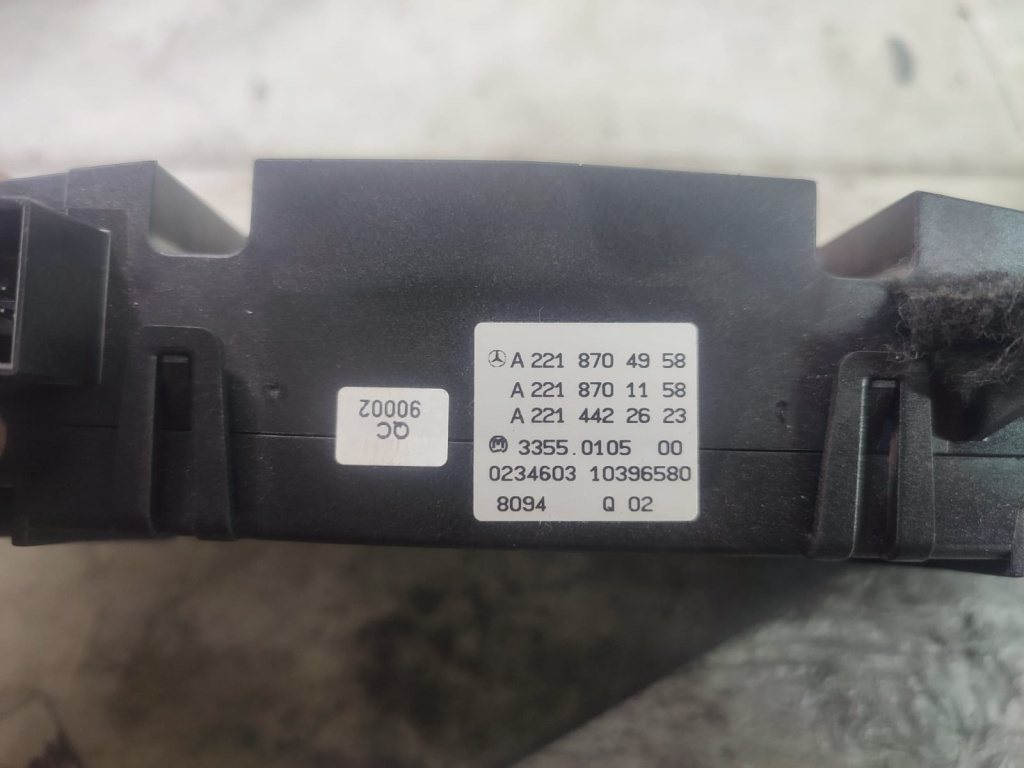 A 221 870 49 58
A 221 870 11 58
A 221 442 26 23
3355.0105 00
0234603 10396580
8094 Q 02
QC
90002